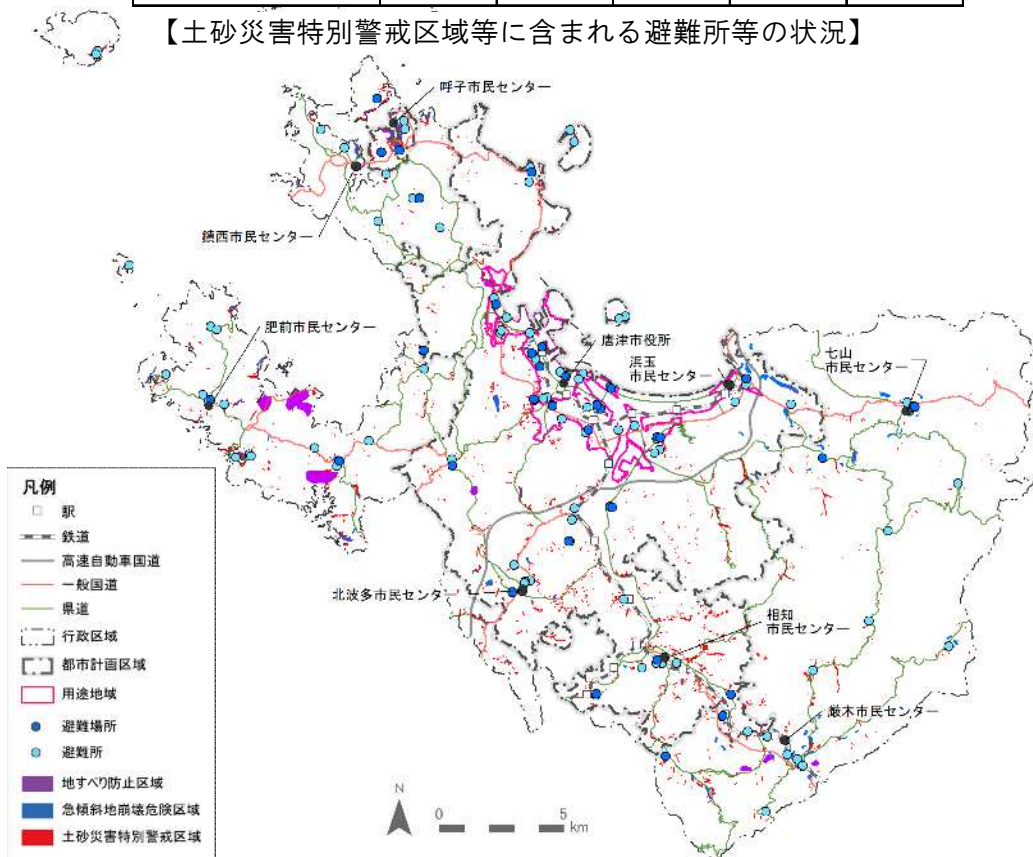 【土砂災害特別警戒区域等に含まれる避難所等の状況】
呼子市民センター
鎮西市民センター
肥前市民センター
唐津市役所
浜玉
市民センター
七山
市民センター
北波多市民センター
相知
市民センター
厳木市民センター
凡例
駅
鉄道
高速自動車国道
一般国道
県道
行政区域
都市計画区域
用途地域
避難場所
避難所
地すべり防止区域
急傾斜地崩壊危険区域
土砂災害特別警戒区域
N
0 5
km